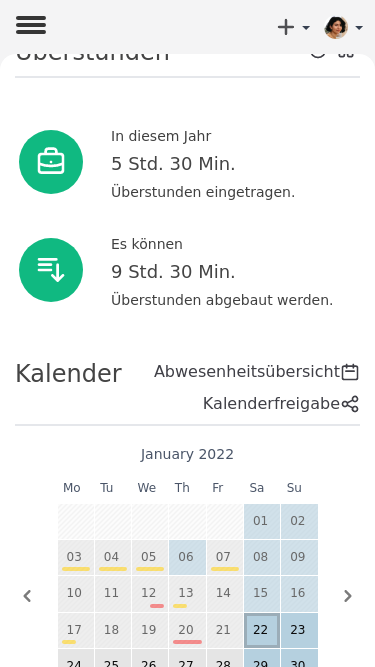 Überstunden
In diesem Jahr
5 Std. 30 Min.
Überstunden eingetragen.
Es können
9 Std. 30 Min.
Überstunden abgebaut werden.
Kalender
Abwesenheitsübersicht
Kalenderfreigabe
January 2022
Mo Tu We Th Fr Sa Su
01 02
03 04 05 06 07 08 09
10 11 12 13 14 15 16
17 18 19 20 21 22 23
24 25 26 27 28 29 30